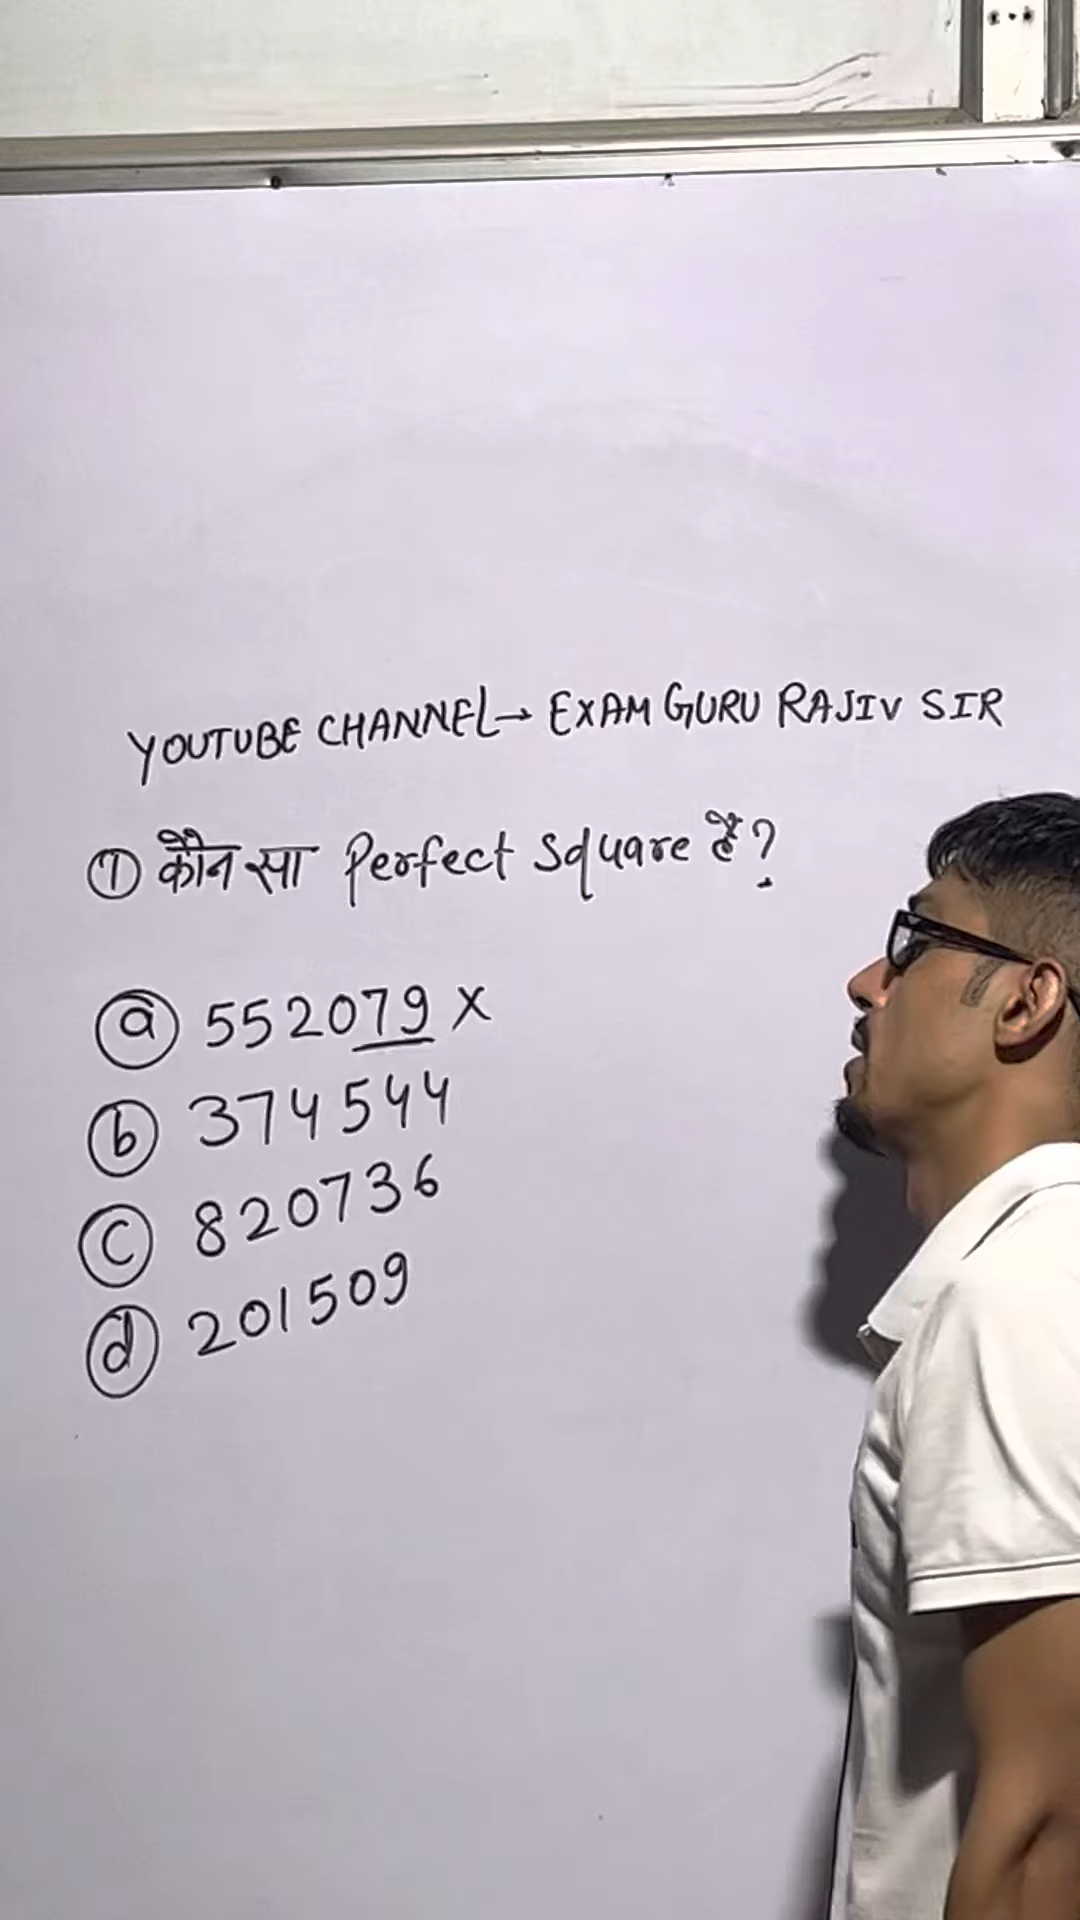 YOUTUBE CHANNEL→ EXAM GURU RAJIV SIR
① कौन सा Perfect Square है?
ⓐ 552079 X
ⓑ 374544
ⓒ 820736
ⓓ 201509